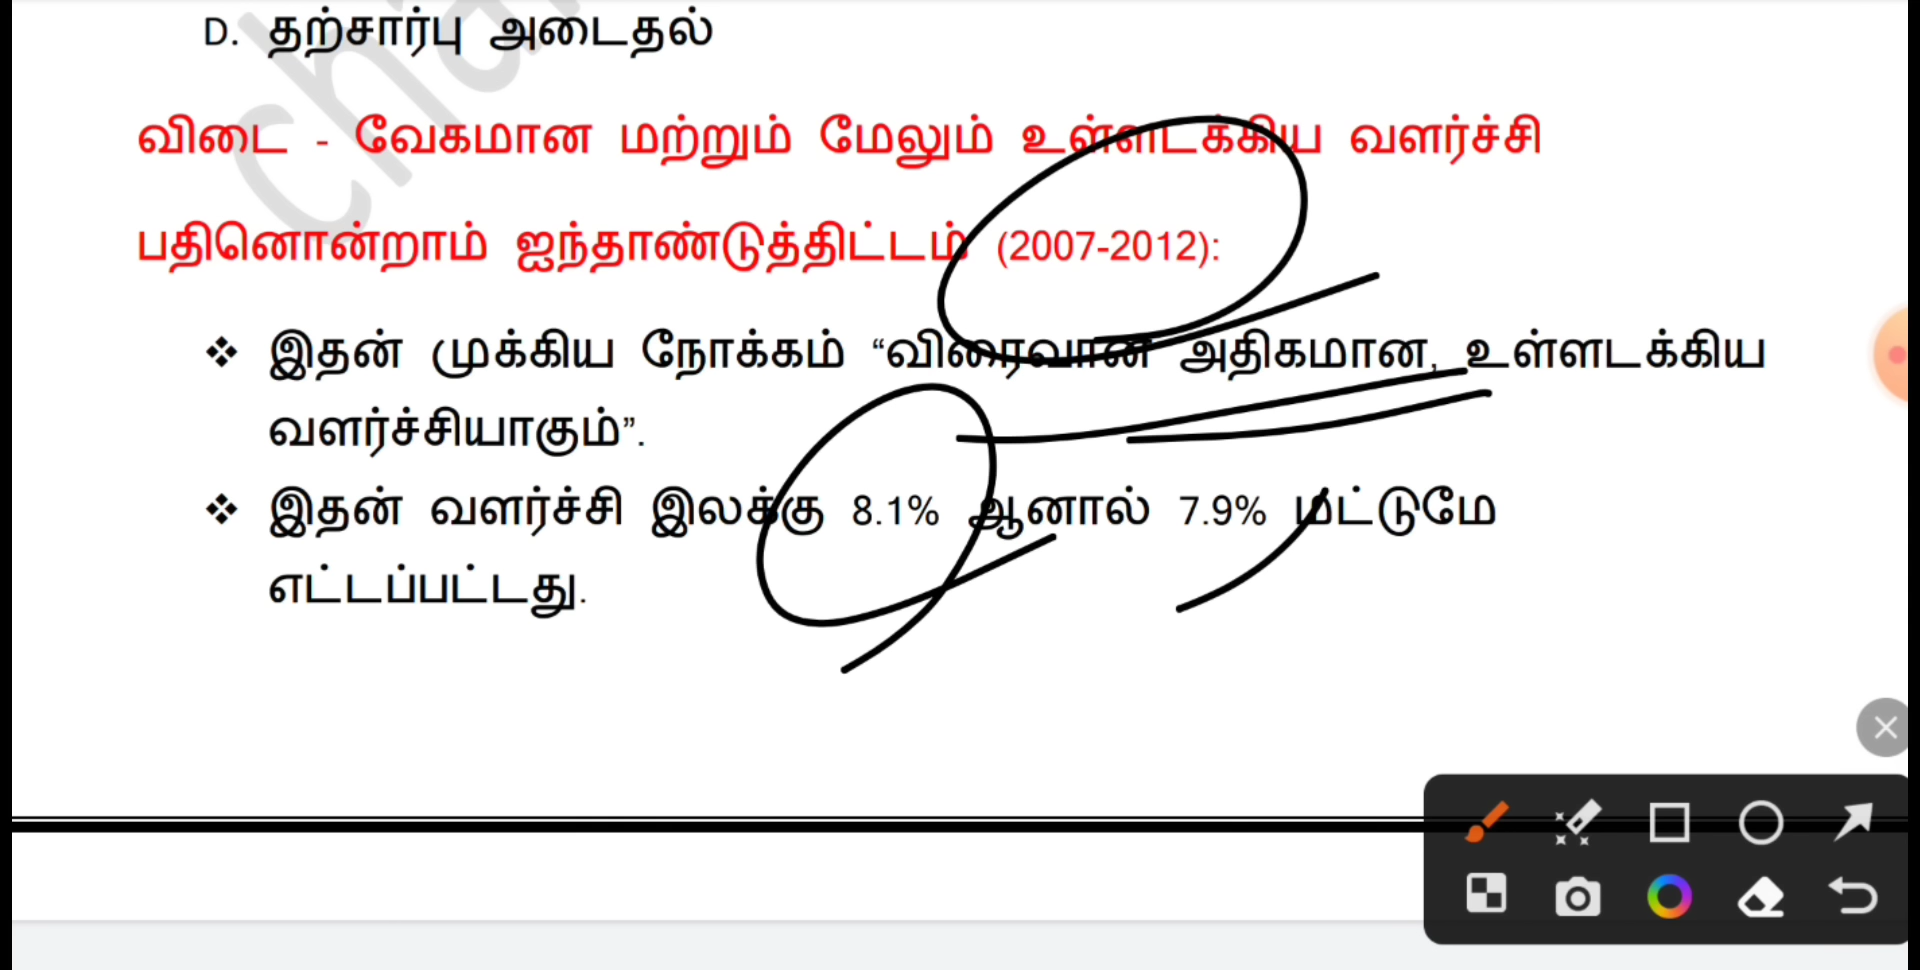 D. தற்சார்பு அடைதல்
விடை - வேகமான மற்றும் மேலும் உள்ளடக்கிய வளர்ச்சி
பதினொன்றாம் ஐந்தாண்டுத்திட்டம் (2007-2012):
❖ இதன் முக்கிய நோக்கம் “விரைவான அதிகமான, உள்ளடக்கிய
வளர்ச்சியாகும்”.
❖ இதன் வளர்ச்சி இலக்கு 8.1% ஆனால் 7.9% மட்டுமே
எட்டப்பட்டது.